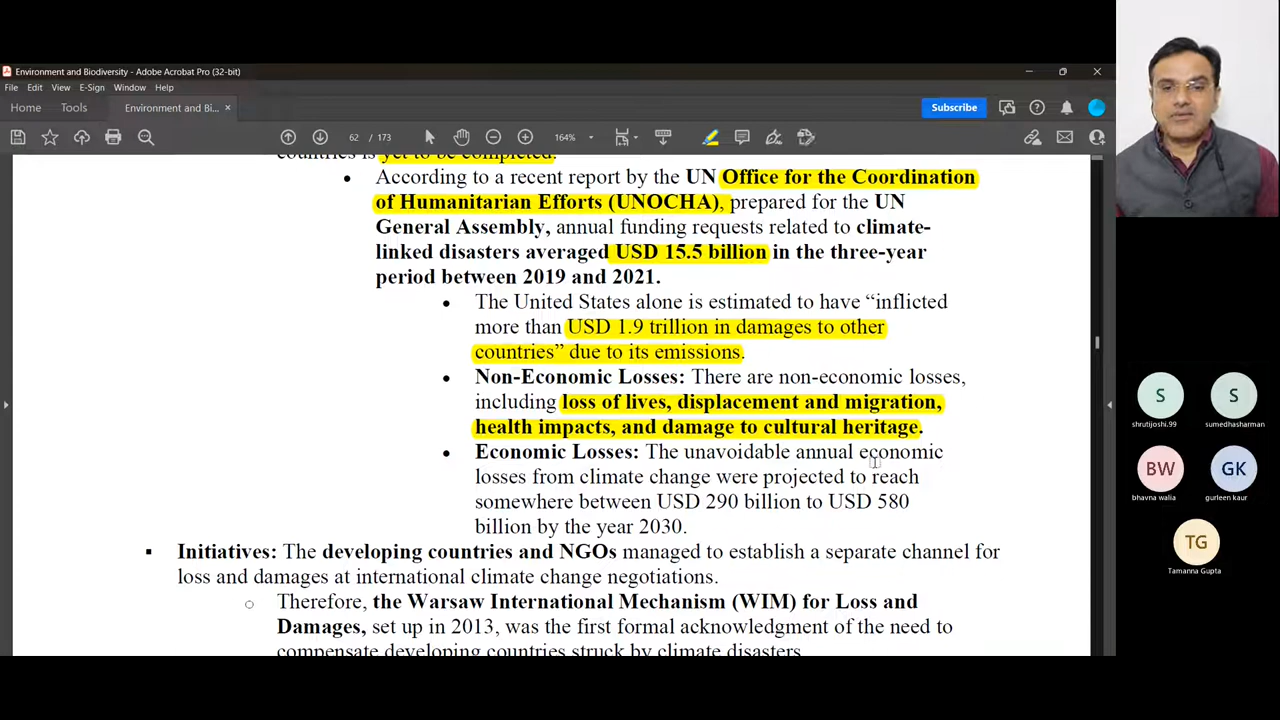 Environment and Biodiversity - Adobe Acrobat Pro (32-bit)
File Edit View E-Sign Window Help
Home Tools Environment and Bi... × Subscribe
62 / 173 164%
countries is yet to be completed.
• According to a recent report by the UN Office for the Coordination
of Humanitarian Efforts (UNOCHA), prepared for the UN
General Assembly, annual funding requests related to climate-
linked disasters averaged USD 15.5 billion in the three-year
period between 2019 and 2021.
• The United States alone is estimated to have “inflicted
more than USD 1.9 trillion in damages to other
countries” due to its emissions.
• Non-Economic Losses: There are non-economic losses,
including loss of lives, displacement and migration,
health impacts, and damage to cultural heritage.
• Economic Losses: The unavoidable annual economic
losses from climate change were projected to reach
somewhere between USD 290 billion to USD 580
billion by the year 2030.
▪ Initiatives: The developing countries and NGOs managed to establish a separate channel for
loss and damages at international climate change negotiations.
○ Therefore, the Warsaw International Mechanism (WIM) for Loss and
Damages, set up in 2013, was the first formal acknowledgment of the need to
compensate developing countries struck by climate disasters
S S
shrutijoshi.99 sumedhasharman
BW GK
bhavna walia gurleen kaur
TG
Tamanna Gupta